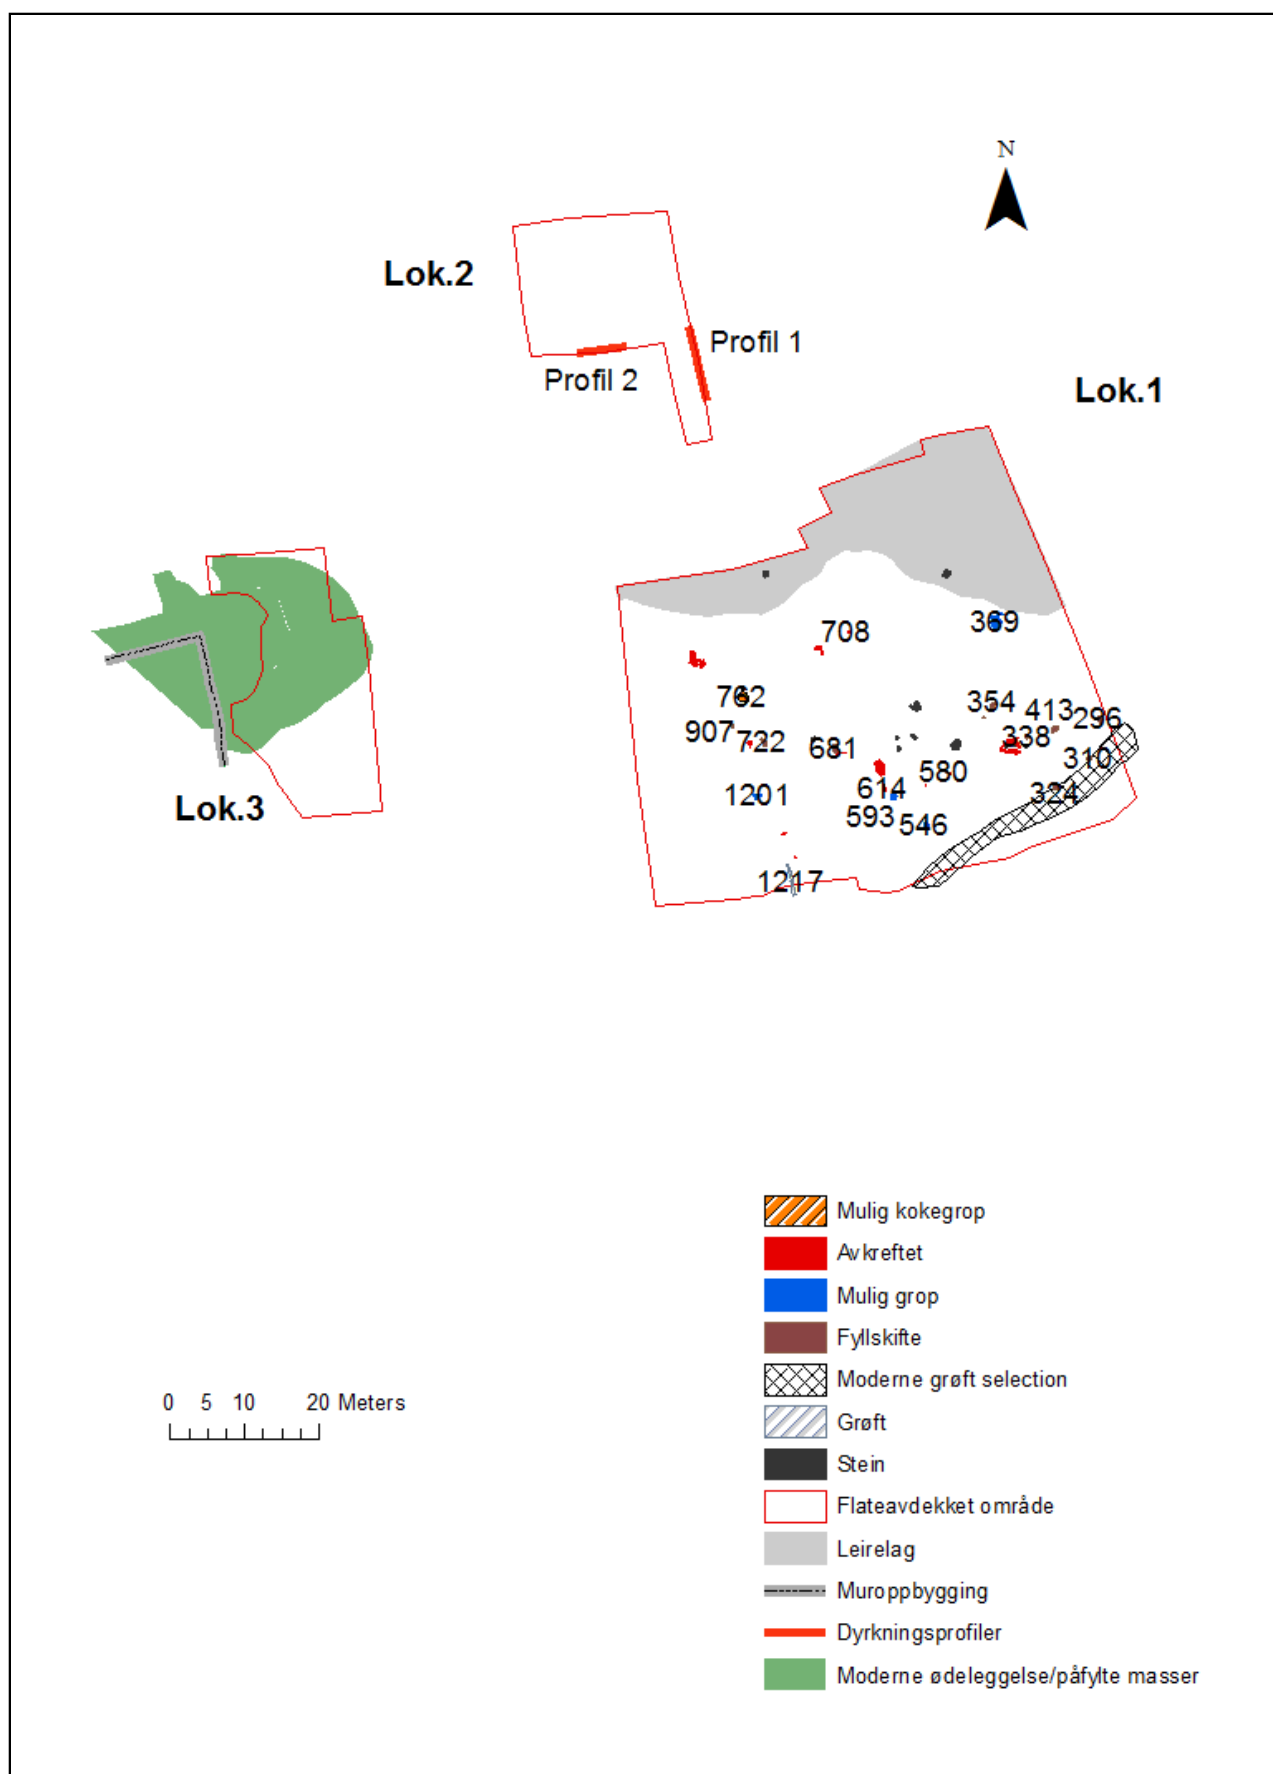 N
Lok.2
Profil 1
Profil 2
Lok.1
708
369
762
354
413
296
907
722
681
338
310
580
1201
614
324
593
546
1217
Lok.3
Mulig kokegrop
Avkreftet
Mulig grop
Fyllskifte
Moderne grøft selection
0 5 10 20 Meters
Grøft
Stein
Flateavdekket område
Leirelag
Muroppbygging
Dyrkningsprofiler
Moderne ødeleggelse/påfylte masser